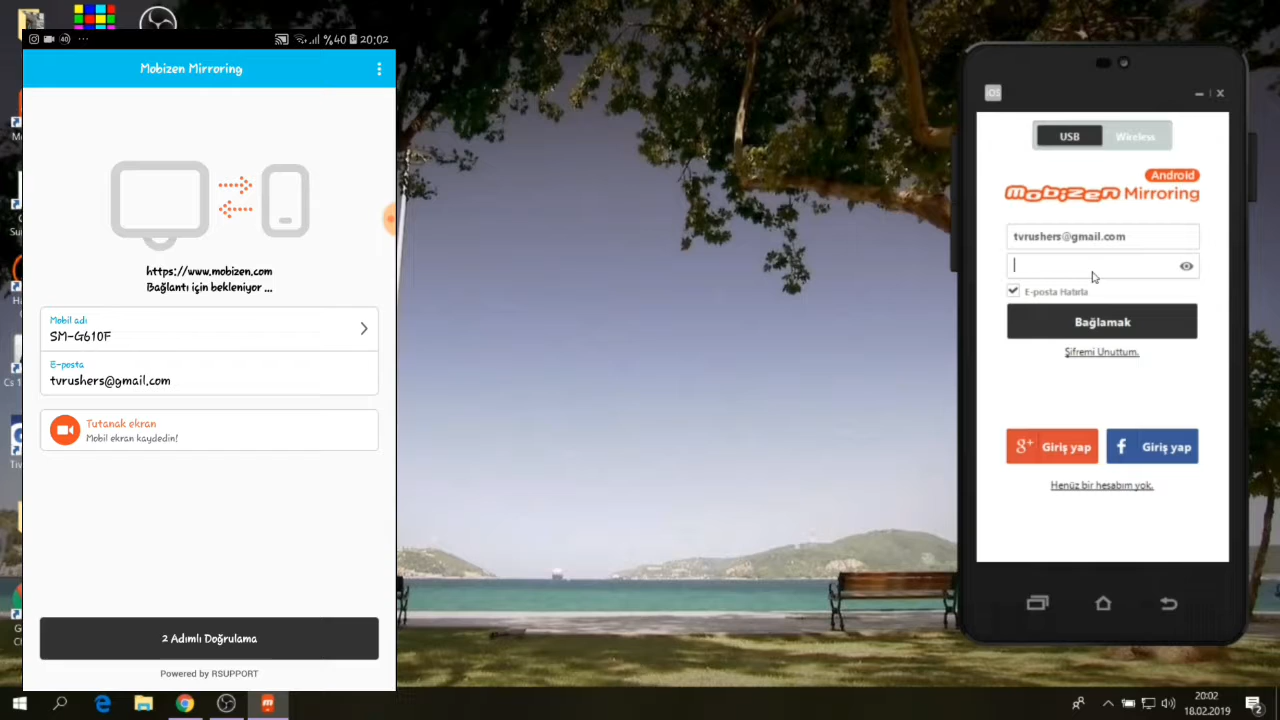 %40 20:02
Mobizen Mirroring
https://www.mobizen.com
Bağlantı için bekleniyor ...
Mobil adı
SM-G610F
E-posta
tvrushers@gmail.com
Tutanak ekran
Mobil ekran kaydedin!
2 Adımlı Doğrulama
Powered by RSUPPORT
iOS
USB
Wireless
Android
mobizen Mirroring
tvrushers@gmail.com
E-posta Hatırla
Bağlamak
Şifremi Unuttum.
g+ Giriş yap
f Giriş yap
Henüz bir hesabım yok.
20:02
18.02.2019
2